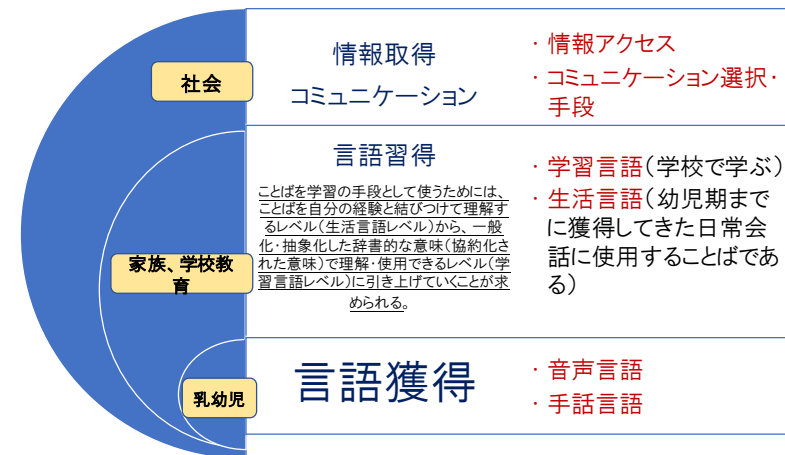 社会
情報取得
コミュニケーション
・情報アクセス
・コミュニケーション選択・
手段
家族、学校教
育
言語習得
ことばを学習の手段として使うためには、
ことばを自分の経験と結びつけて理解す
るレベル（生活言語レベル）から、一般
化・抽象化した辞書的な意味（協約化さ
れた意味）で理解・使用できるレベル（学
習言語レベル）に引き上げていくことが求
められる。
・学習言語（学校で学ぶ）
・生活言語（幼児期まで
に獲得してきた日常会
話に使用することばであ
る）
乳幼児
言語獲得
・音声言語
・手話言語